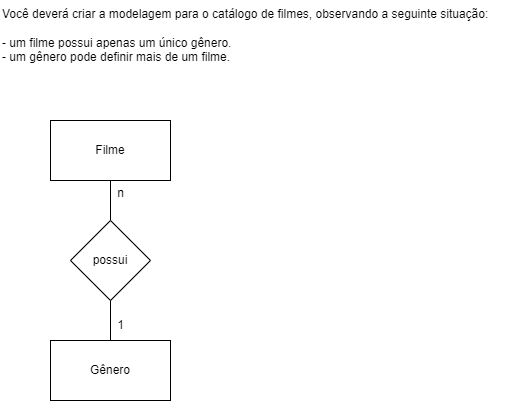 Você deverá criar a modelagem para o catálogo de filmes, observando a seguinte situação:
- um filme possui apenas um único gênero.
- um gênero pode definir mais de um filme.
Filme
n
possui
1
Gênero